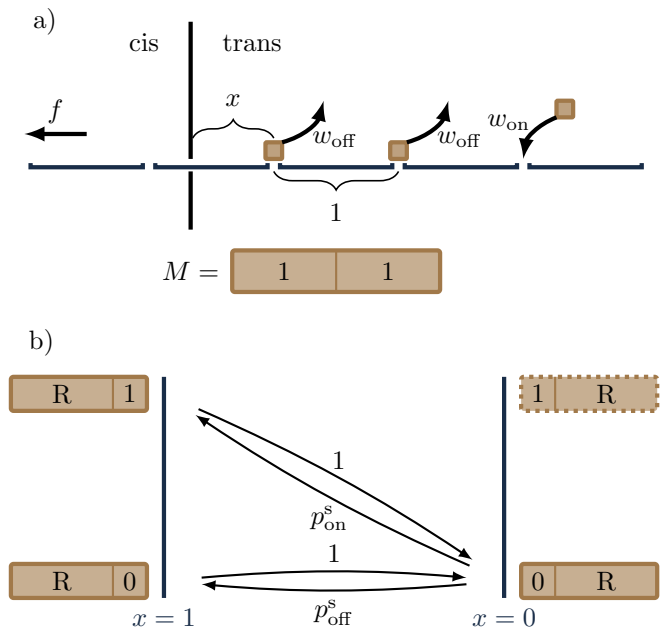 a)
cis trans
f
x
w_off w_off w_on
1
M = 1 1
b)
R 1 1 R
1
p^s_on
1
R 0 0 R
p^s_off
x = 1 x = 0